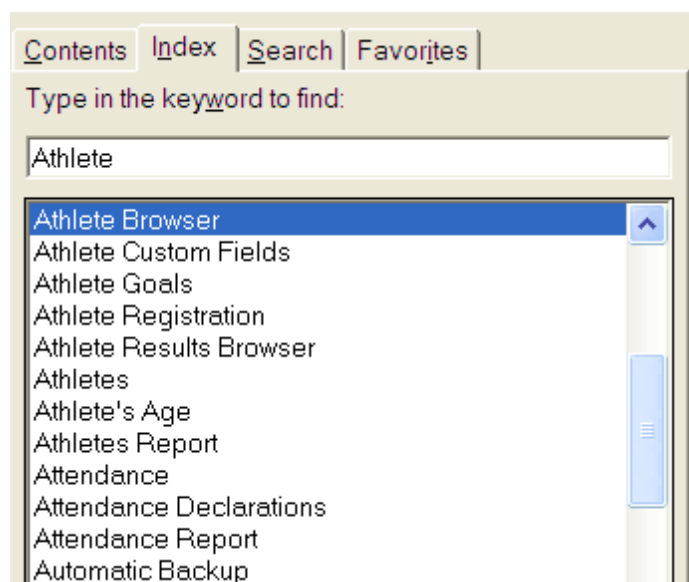 Contents Index Search Favorites
Type in the keyword to find:
Athlete
Athlete Browser
Athlete Custom Fields
Athlete Goals
Athlete Registration
Athlete Results Browser
Athletes
Athlete's Age
Athletes Report
Attendance
Attendance Declarations
Attendance Report
Automatic Backup